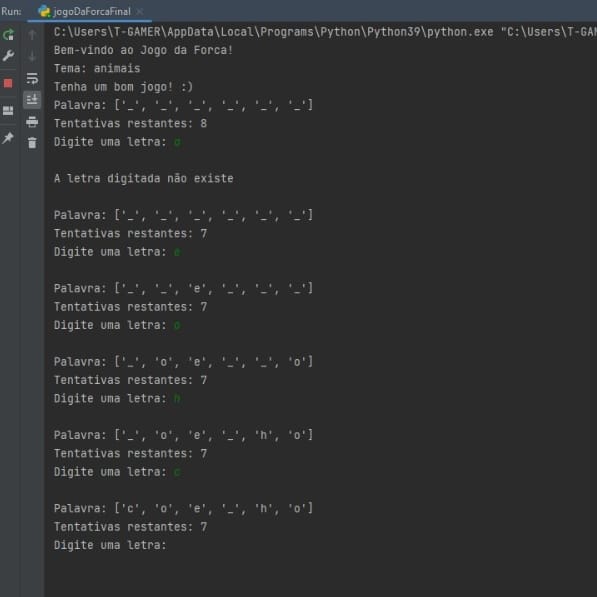 Run:
jogoDaForcaFinal
C:\Users\T-GAMER\AppData\Local\Programs\Python\Python39\python.exe "C:\Users\T-GAM
Bem-vindo ao Jogo da Forca!
Tema: animais
Tenha um bom jogo! :)
Palavra: ['_', '_', '_', '_', '_', '_']
Tentativas restantes: 8
Digite uma letra: a
A letra digitada não existe
Palavra: ['_', '_', '_', '_', '_', '_']
Tentativas restantes: 7
Digite uma letra: e
Palavra: ['_', '_', 'e', '_', '_', '_']
Tentativas restantes: 7
Digite uma letra: o
Palavra: ['_', 'o', 'e', '_', '_', 'o']
Tentativas restantes: 7
Digite uma letra: h
Palavra: ['_', 'o', 'e', '_', 'h', 'o']
Tentativas restantes: 7
Digite uma letra: c
Palavra: ['c', 'o', 'e', '_', 'h', 'o']
Tentativas restantes: 7
Digite uma letra: